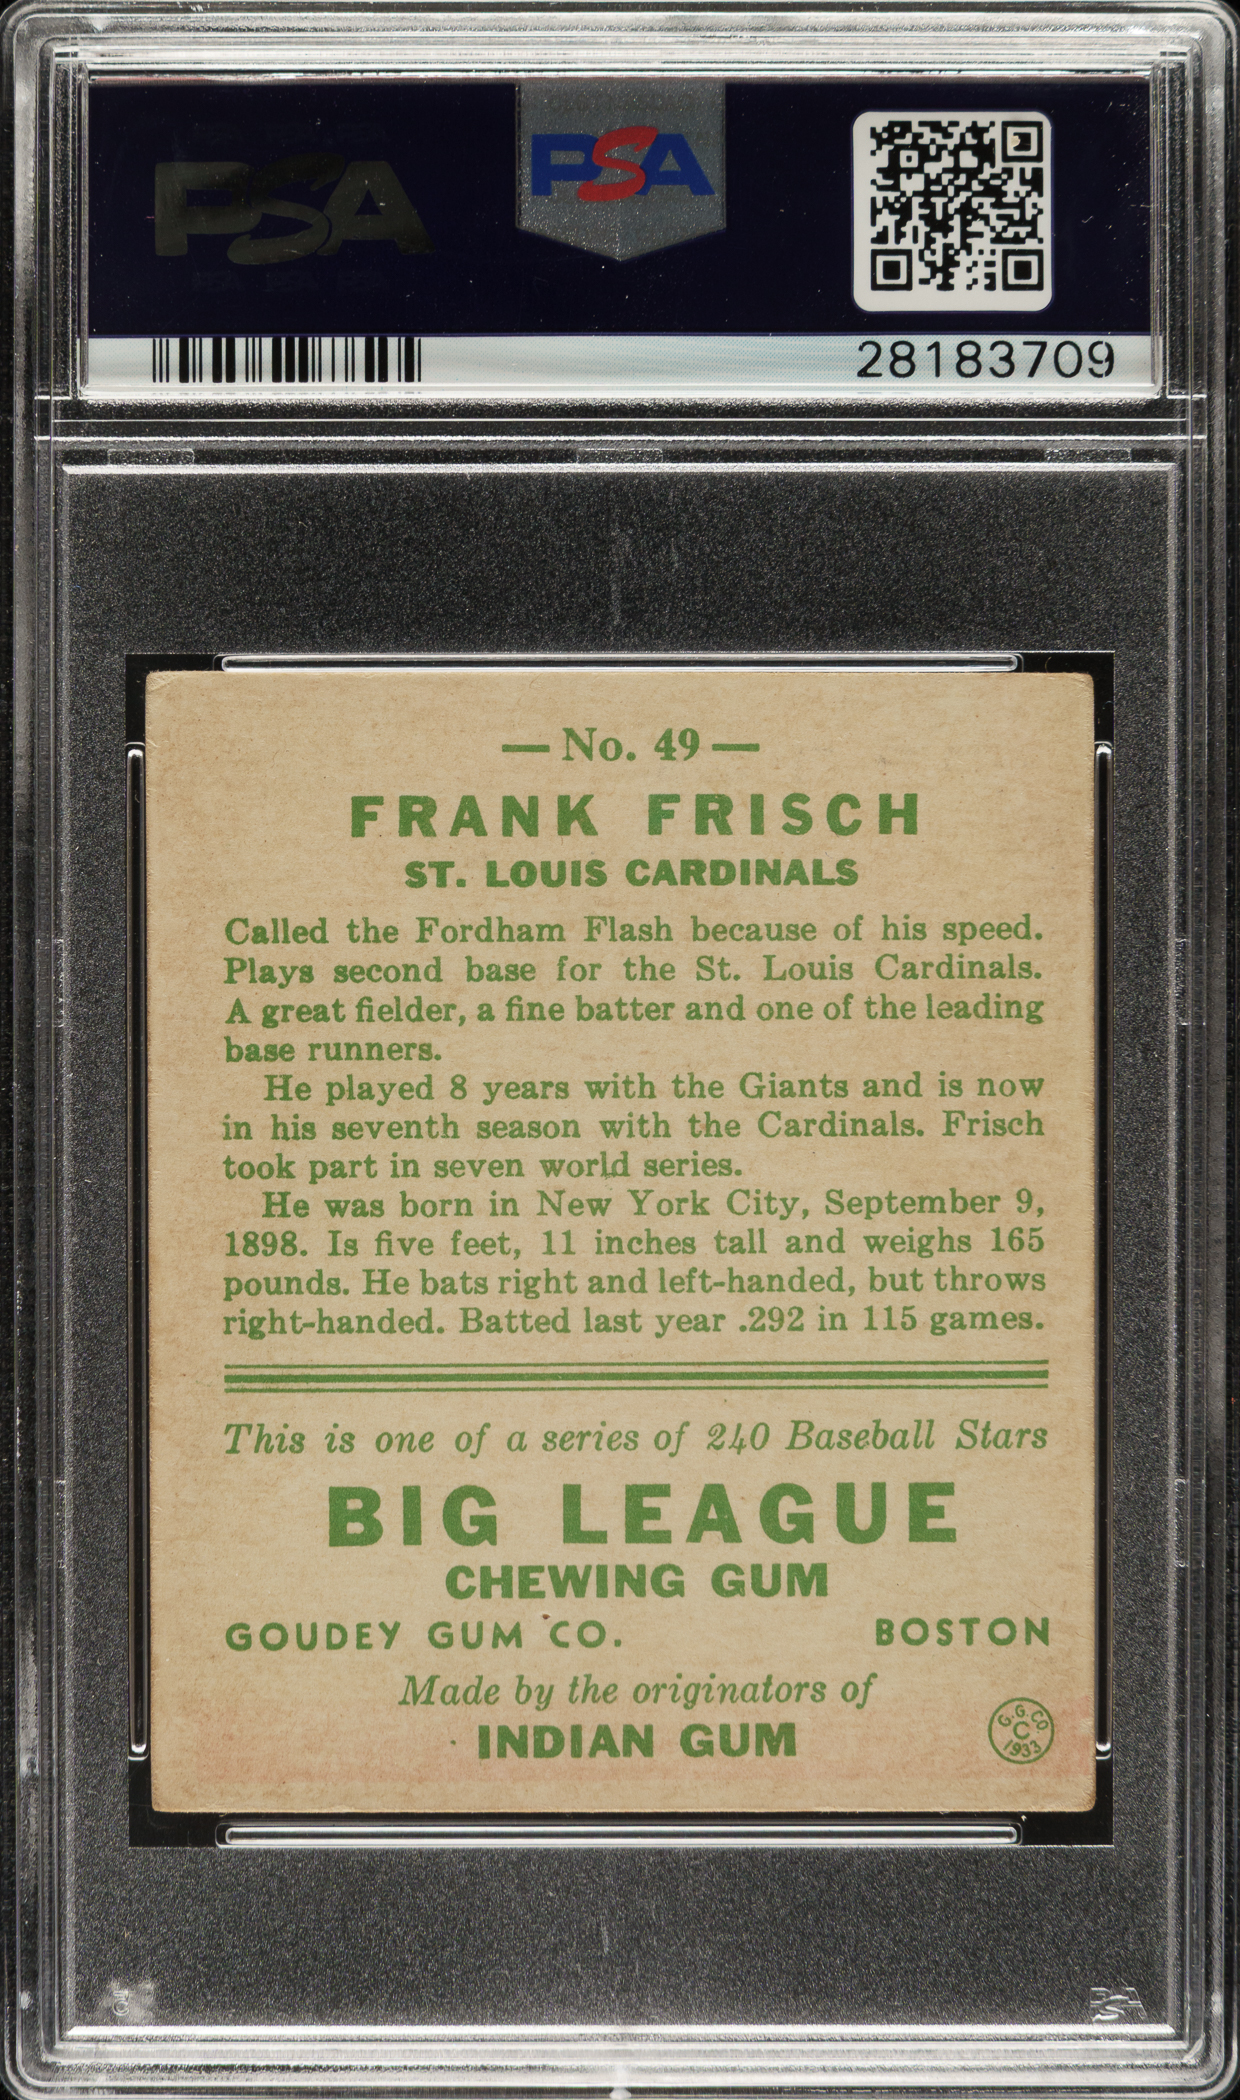 PSA
PSA
28183709
— No. 49 —
FRANK FRISCH
ST. LOUIS CARDINALS
Called the Fordham Flash because of his speed.
Plays second base for the St. Louis Cardinals.
A great fielder, a fine batter and one of the leading
base runners.
He played 8 years with the Giants and is now
in his seventh season with the Cardinals. Frisch
took part in seven world series.
He was born in New York City, September 9,
1898. Is five feet, 11 inches tall and weighs 165
pounds. He bats right and left-handed, but throws
right-handed. Batted last year .292 in 115 games.
This is one of a series of 240 Baseball Stars
BIG LEAGUE
CHEWING GUM
GOUDEY GUM CO. BOSTON
Made by the originators of
INDIAN GUM
G.G.CO.
C
1933
PSA